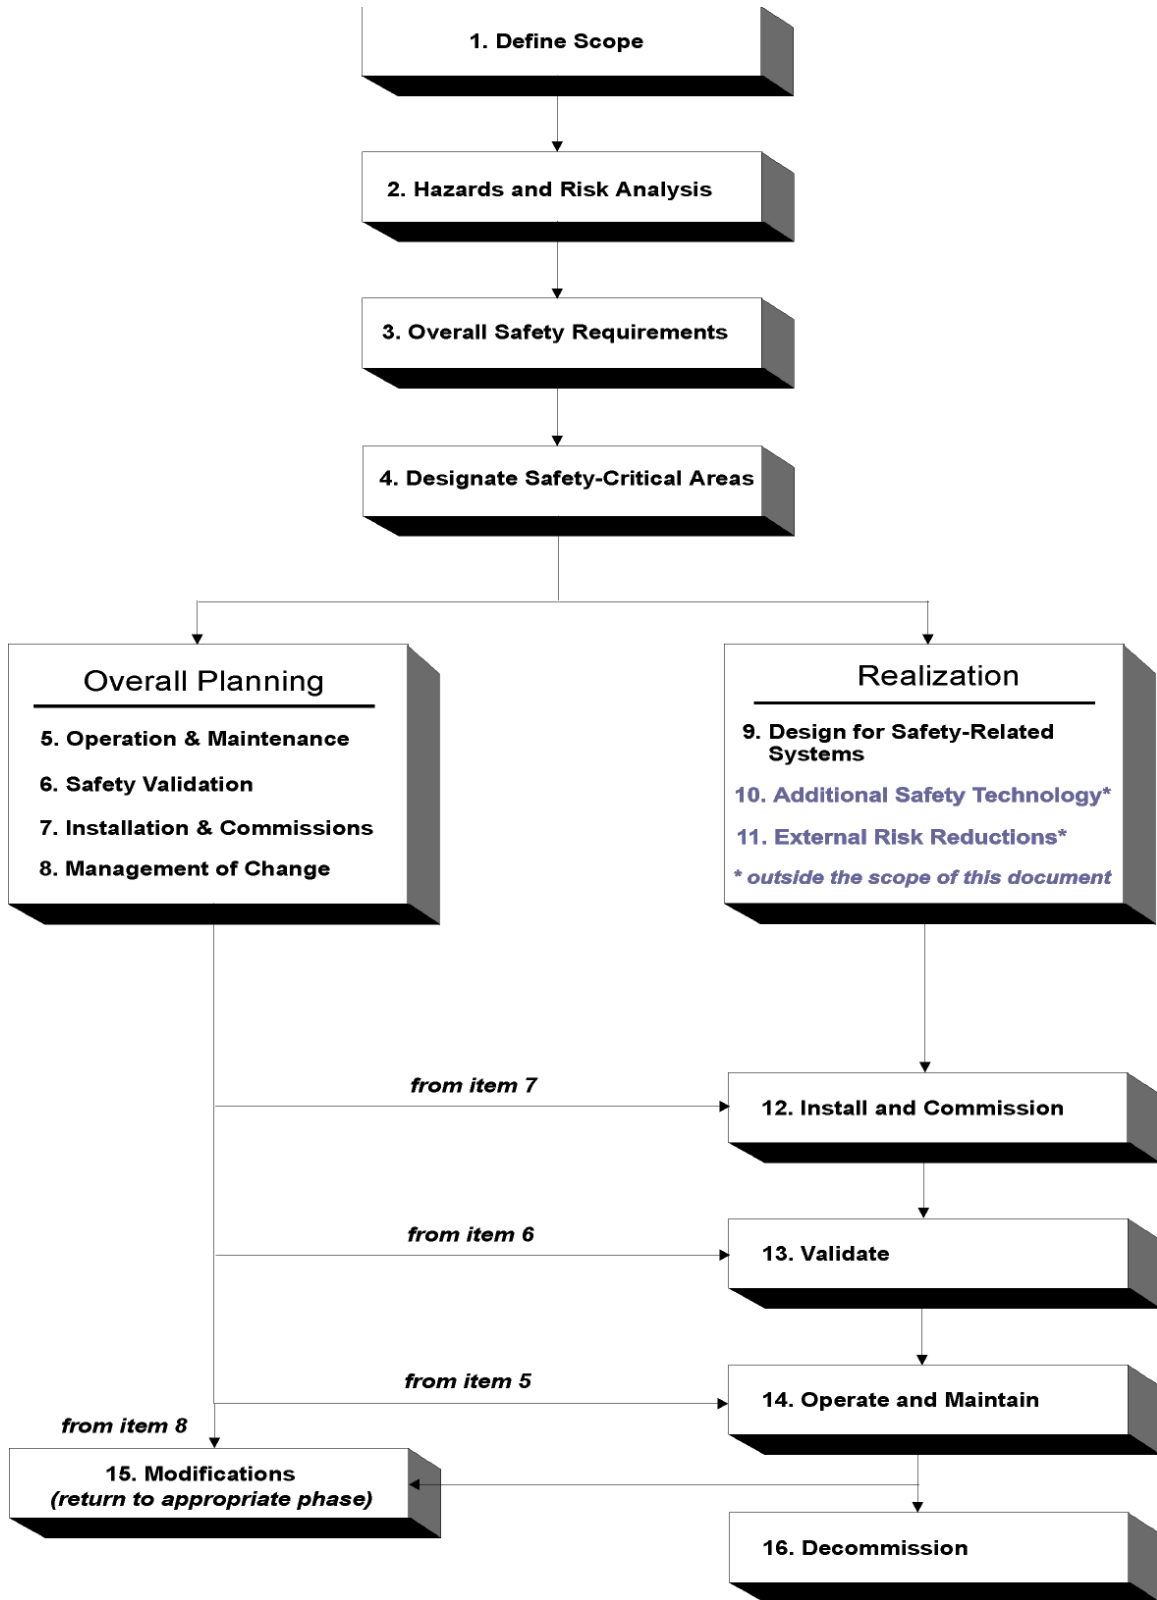 1. Define Scope
2. Hazards and Risk Analysis
3. Overall Safety Requirements
4. Designate Safety-Critical Areas
Overall Planning
5. Operation & Maintenance
6. Safety Validation
7. Installation & Commissions
8. Management of Change
Realization
9. Design for Safety-Related
Systems
10. Additional Safety Technology*
11. External Risk Reductions*
* outside the scope of this document
from item 7
12. Install and Commission
from item 6
13. Validate
from item 5
14. Operate and Maintain
from item 8
15. Modifications
(return to appropriate phase)
16. Decommission